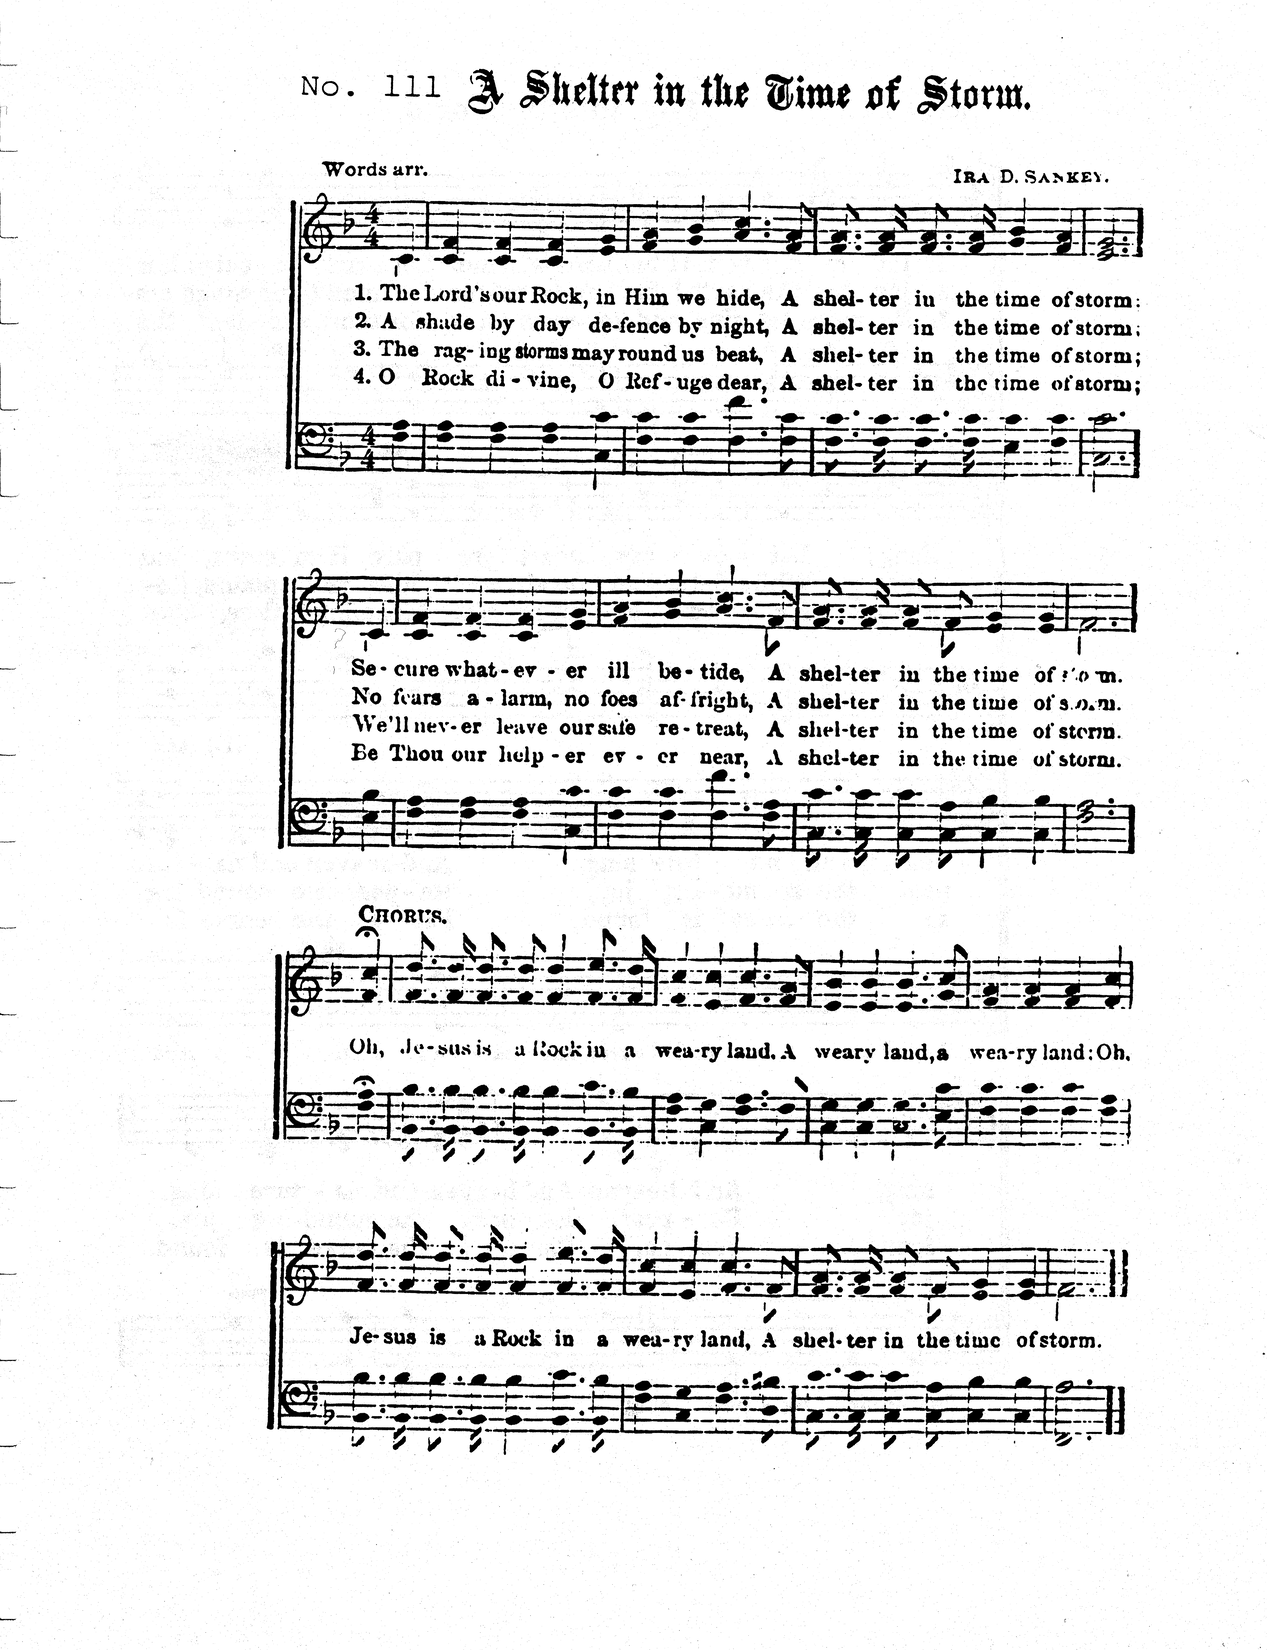 No. 111 A Shelter in the Time of Storm.
Words arr.
IRA D. SANKEY.
1. The Lord's our Rock, in Him we hide, A shel-ter in the time of storm:
2. A shade by day de-fence by night, A shel-ter in the time of storm;
3. The rag-ing storms may round us beat, A shel-ter in the time of storm;
4. O Rock di-vine, O Ref-uge dear, A shel-ter in the time of storm;
Se-cure what-ev-er ill be-tide, A shel-ter in the time of storm.
No fears a-larm, no foes af-fright, A shel-ter in the time of storm.
We'll nev-er leave our safe re-treat, A shel-ter in the time of storm.
Be Thou our help-er ev-er near, A shel-ter in the time of storm.
CHORUS.
Oh, Je-sus is a Rock in a wea-ry land, A weary land, a wea-ry land: Oh,
Je-sus is a Rock in a wea-ry land, A shel-ter in the time of storm.